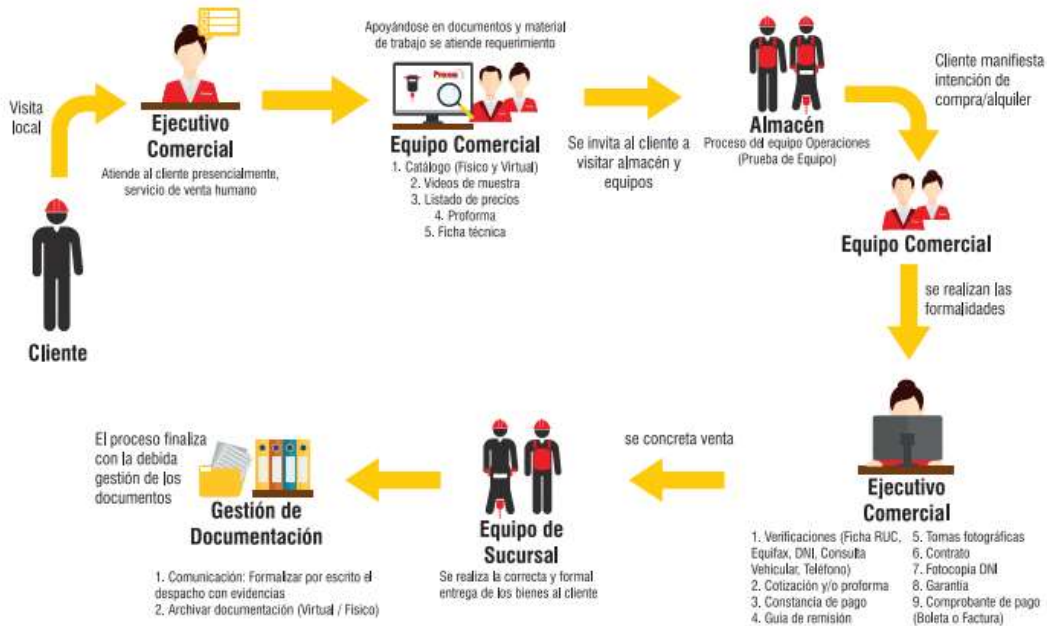 Visita
local
Cliente
Ejecutivo
Comercial
Atiende al cliente presencialmente,
servicio de venta humano
Apoyándose en documentos y material
de trabajo se atiende requerimiento
Equipo Comercial
1. Catálogo (Físico y Virtual)
2. Videos de muestra
3. Listado de precios
4. Proforma
5. Ficha técnica
Se invita al cliente a
visitar almacén y
equipos
Almacén
Proceso del equipo Operaciones
(Prueba de Equipo)
Cliente manifiesta
intención de
compra/alquiler
Equipo Comercial
se realizan las
formalidades
Ejecutivo
Comercial
1. Verificaciones (Ficha RUC,
Equifax, DNI, Consulta
Vehicular, Teléfono)
2. Cotización y/o proforma
3. Constancia de pago
4. Guia de remisión
5. Tomas fotográficas
6. Contrato
7. Fotocopia DNI
8. Garantia
9. Comprobante de pago
(Boleta o Factura)
se concreta venta
Equipo de
Sucursal
Se realiza la correcta y formal
entrega de los bienes al cliente
El proceso finaliza
con la debida
gestión de los
documentos
Gestión de
Documentación
1. Comunicación: Formalizar por escrito el
despacho con evidencias
2. Archivar documentación (Virtual / Fisico)